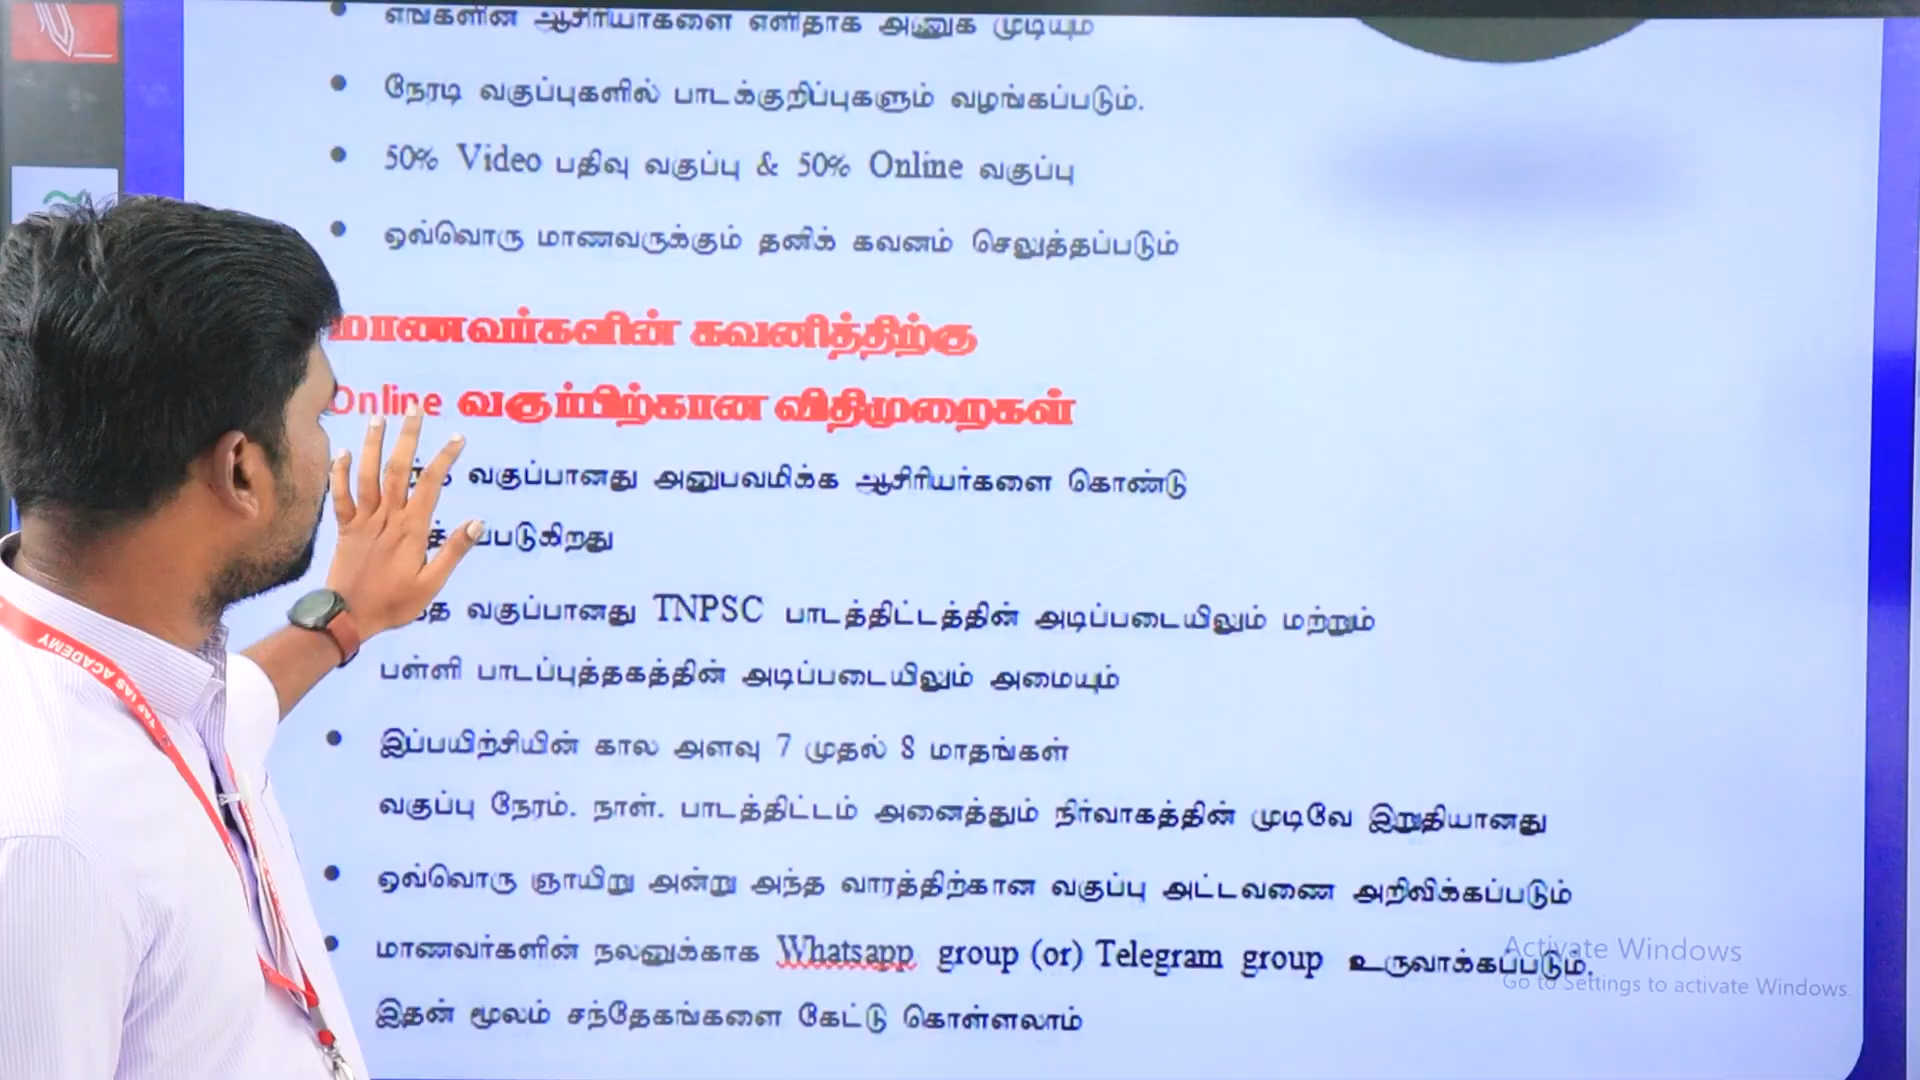 எங்களின் ஆசிரியர்களை எளிதாக அணுக முடியும்
நேரடி வகுப்புகளில் பாடக்குறிப்புகளும் வழங்கப்படும்.
50% Video பதிவு வகுப்பு & 50% Online வகுப்பு
ஒவ்வொரு மாணவருக்கும் தனிக் கவனம் செலுத்தப்படும்
மாணவர்களின் கவனித்திற்கு
Online வகுப்பிற்கான விதிமுறைகள்
வகுப்பானது அனுபவமிக்க ஆசிரியர்களை கொண்டு
வகுப்பானது TNPSC பாடத்திட்டத்தின் அடிப்படையிலும் மற்றும்
பள்ளி பாடப்புத்தகத்தின் அடிப்படையிலும் அமையும்
இப்பயிற்சியின் கால அளவு 7 முதல் 8 மாதங்கள்
வகுப்பு நேரம். நாள். பாடத்திட்டம் அனைத்தும் நிர்வாகத்தின் முடிவே இறுதியானது
ஒவ்வொரு ஞாயிறு அன்று அந்த வாரத்திற்கான வகுப்பு அட்டவணை அறிவிக்கப்படும்
மாணவர்களின் நலனுக்காக Whatsapp group (or) Telegram group உருவாக்கப்படும்.
இதன் மூலம் சந்தேகங்களை கேட்டு கொள்ளலாம்
Activate Windows
Go to Settings to activate Windows.
TAF IAS ACADEMY